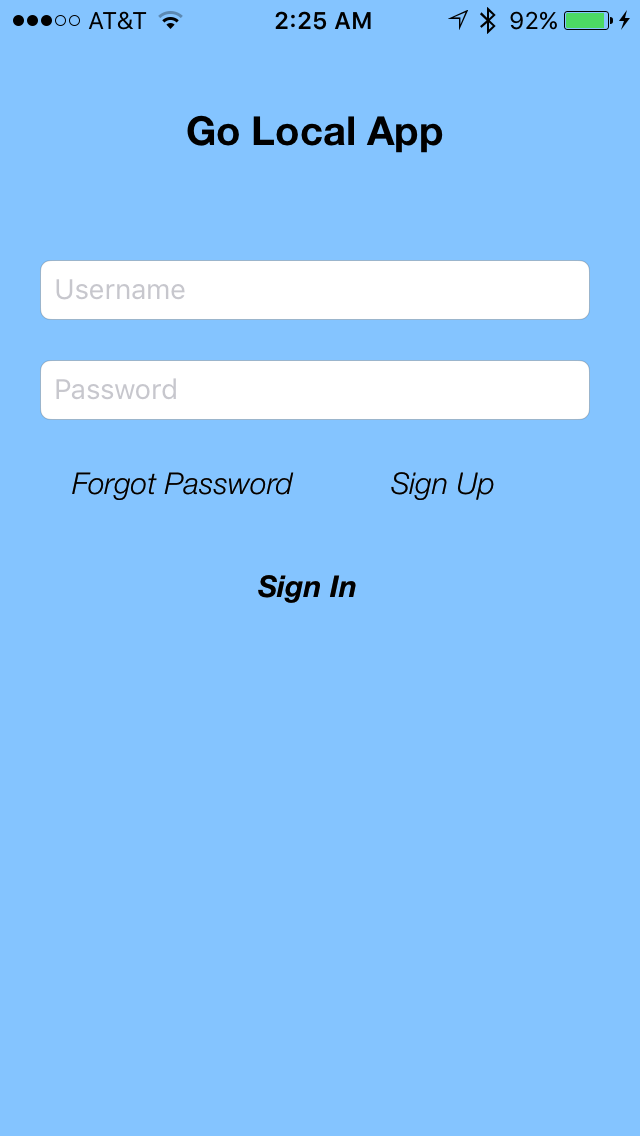 AT&T 2:25 AM 92%
Go Local App
Username
Password
Forgot Password Sign Up
Sign In